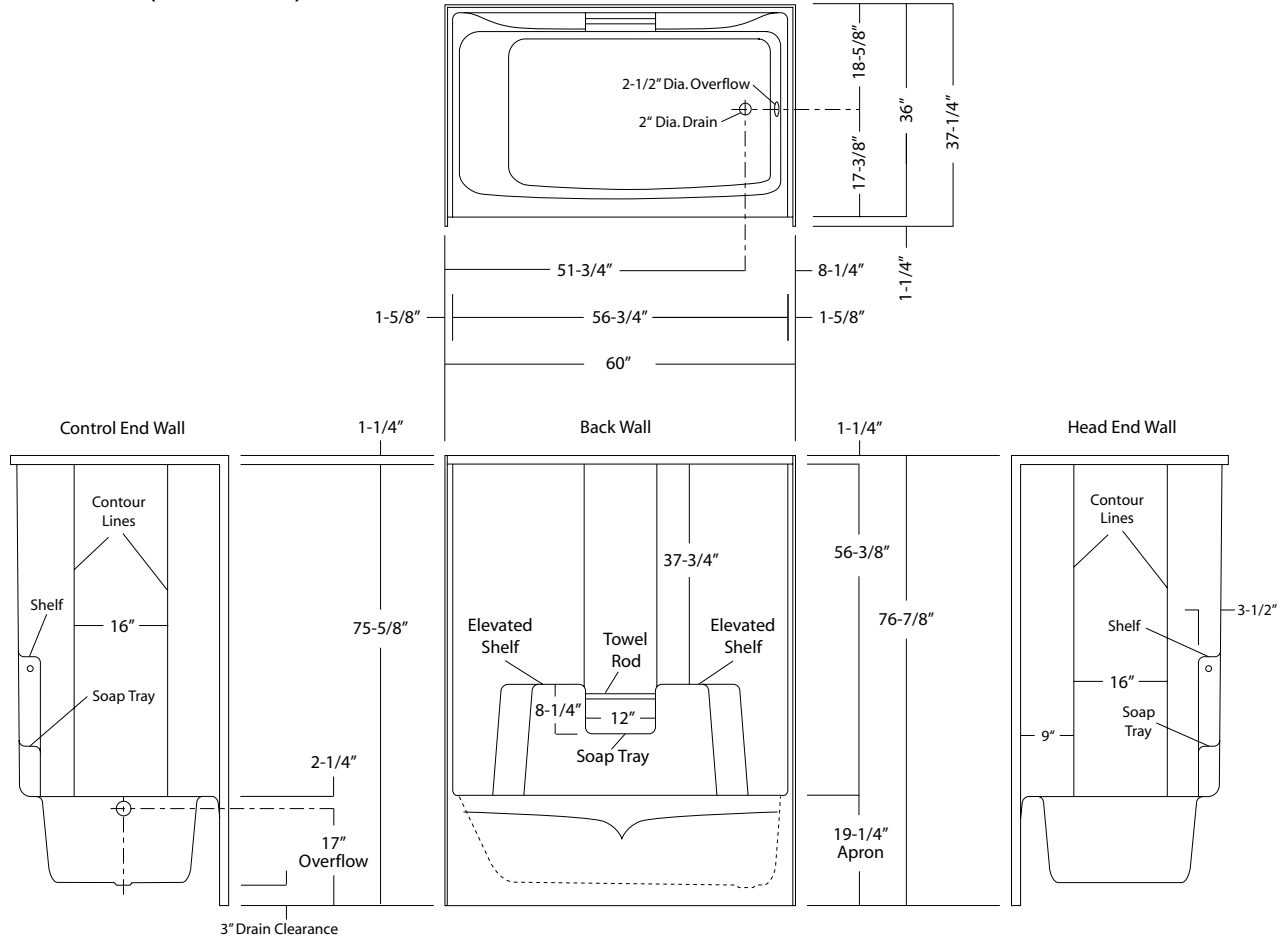 2-1/2” Dia. Overflow
2“ Dia. Drain
18-5/8”
17-3/8”
36”
37-1/4”
1-1/4”
51-3/4”
8-1/4”
1-5/8”
56-3/4”
1-5/8”
60”
Control End Wall
1-1/4”
Back Wall
1-1/4”
Head End Wall
Contour
Lines
Shelf
16”
Soap Tray
75-5/8”
2-1/4”
17”
Overflow
3” Drain Clearance
37-3/4”
Elevated
Shelf
Towel
Rod
Elevated
Shelf
8-1/4”
12”
Soap Tray
56-3/8”
76-7/8”
19-1/4”
Apron
Contour
Lines
3-1/2”
Shelf
16”
Soap
Tray
9“